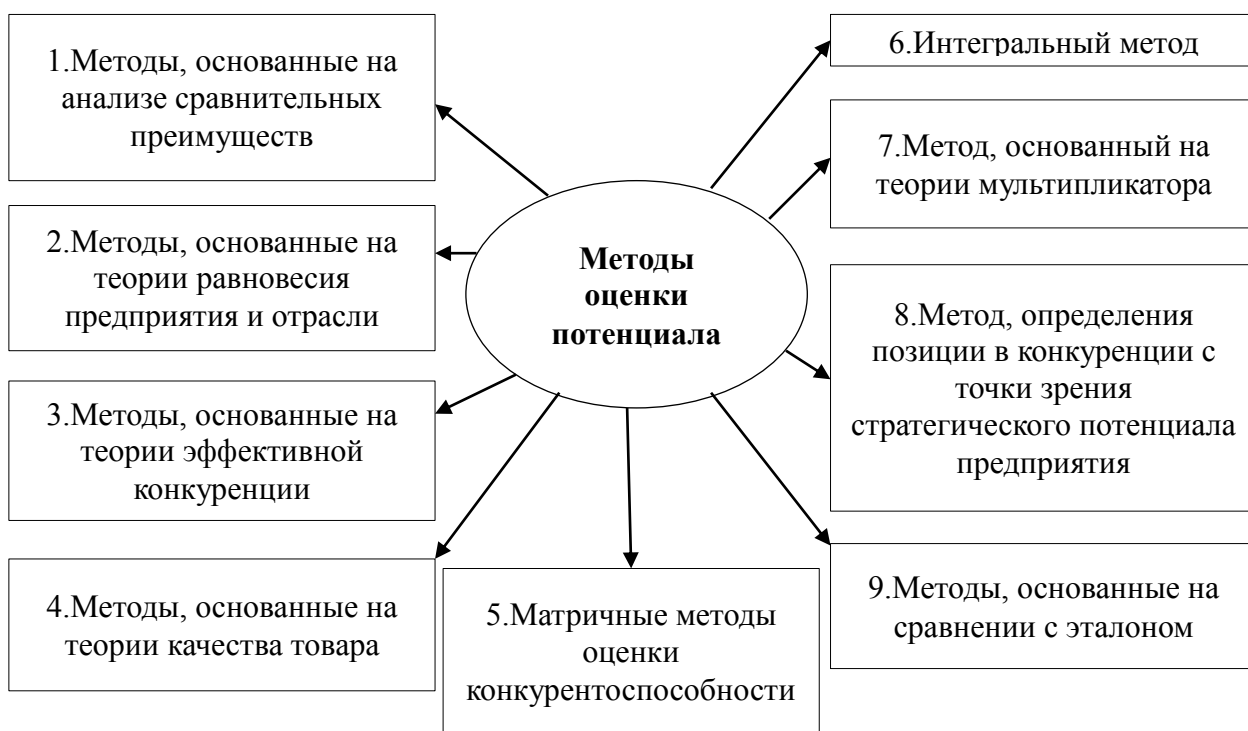 1.Методы, основанные на
анализе сравнительных
преимуществ
2.Методы, основанные на
теории равновесия
предприятия и отрасли
3.Методы, основанные на
теории эффективной
конкуренции
4.Методы, основанные на
теории качества товара
Методы
оценки
потенциала
5.Матричные методы
оценки
конкурентоспособности
6.Интегральный метод
7.Метод, основанный на
теории мультипликатора
8.Метод, определения
позиции в конкуренции с
точки зрения
стратегического потенциала
предприятия
9.Методы, основанные на
сравнении с эталоном